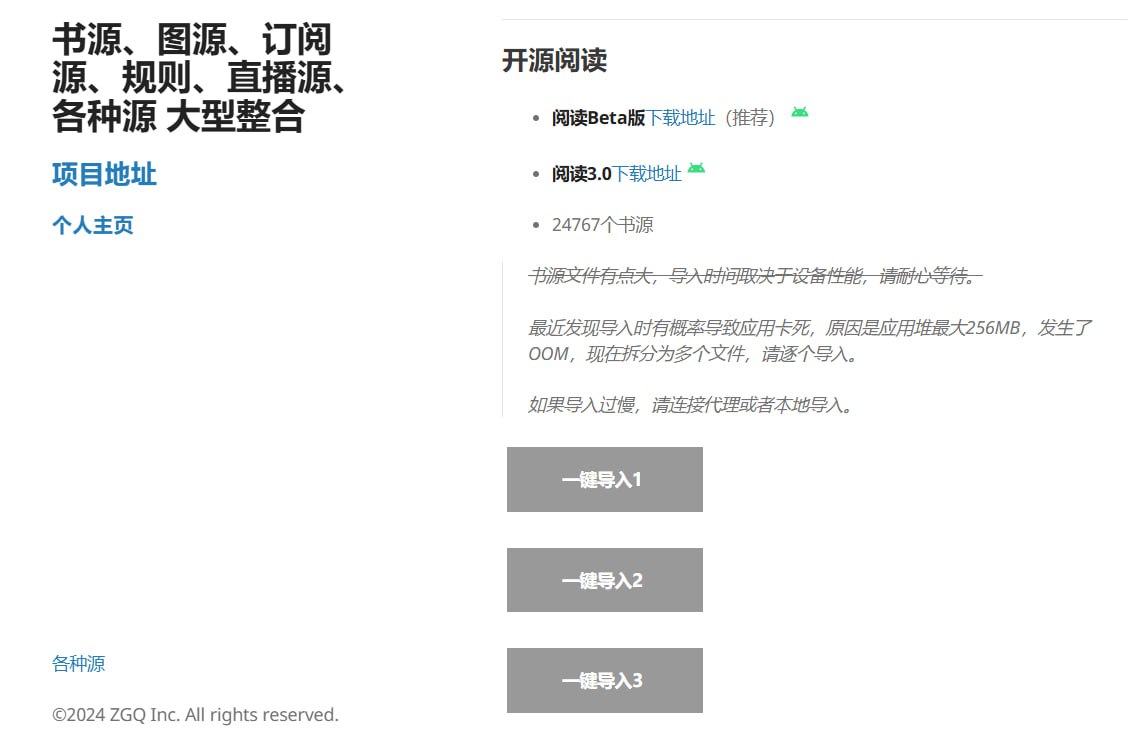 书源、图源、订阅
源、规则、直播源、
各种源 大型整合
项目地址
个人主页
各种源
©2024 ZGQ Inc. All rights reserved.
开源阅读
阅读Beta版下载地址（推荐）
阅读3.0下载地址
24767个书源
书源文件有点大，导入时间取决于设备性能，请耐心等待。
最近发现导入时有概率导致应用卡死，原因是应用堆最大256MB，发生了
OOM，现在拆分为多个文件，请逐个导入。
如果导入过慢，请连接代理或者本地导入。
一键导入1
一键导入2
一键导入3